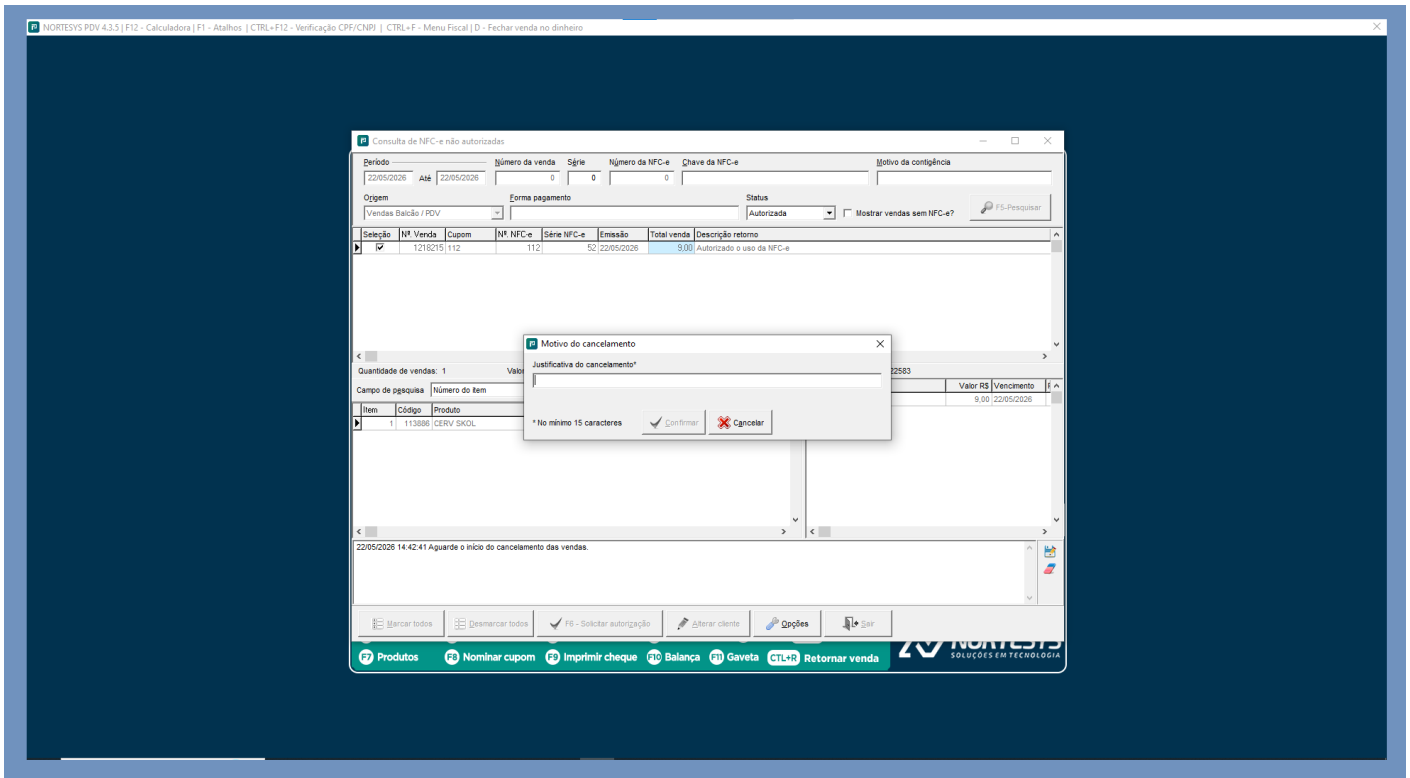 NORTESYS PDV 4.3.5 | F12 - Calculadora | F1 - Atalhos | CTRL+F12 - Verificação CPF/CNPJ | CTRL+F - Menu Fiscal | D - Fechar venda no dinheiro
Consulta de NFC-e não autorizadas
Período Número da venda Série Número da NFC-e Chave da NFC-e Motivo da contigência
22/05/2026 Até 22/05/2026 0 0 0
Origem Forma pagamento Status
Vendas Balcão / PDV Autorizada Mostrar vendas sem NFC-e? F5-Pesquisar
Seleção Nº. Venda Cupom Nº. NFC-e Série NFC-e Emissão Total venda Descrição retorno
1218215 112 112 52 22/05/2026 9,00 Autorizado o uso da NFC-e
Motivo do cancelamento
Justificativa do cancelamento*
* No mínimo 15 caracteres Confirmar Cancelar
Quantidade de vendas: 1 Valor 22583
Campo de pesquisa Número do item Valor R$ Vencimento
9,00 22/05/2026
Item Código Produto
1 113886 CERV SKOL
22/05/2026 14:42:41 Aguarde o início do cancelamento das vendas.
Marcar todos Desmarcar todos F6 - Solicitar autorização Alterar cliente Opções Sair
F7 Produtos F8 Nominar cupom F9 Imprimir cheque F10 Balança F11 Gaveta CTL+R Retornar venda
NORTESYS
SOLUÇÕES EM TECNOLOGIA